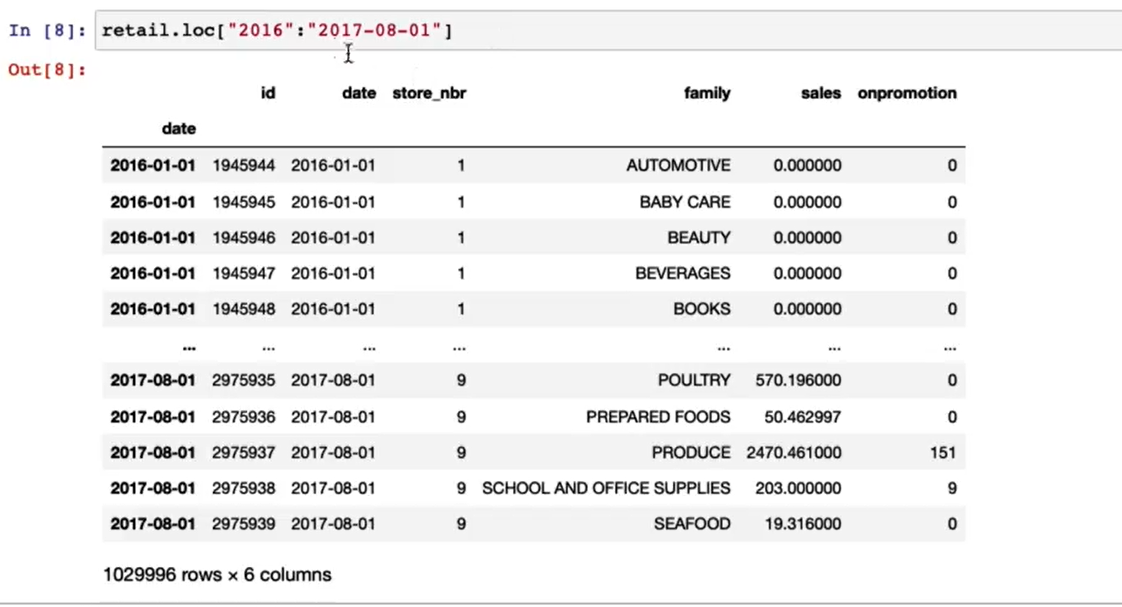 In [8]: retail.loc["2016":"2017-08-01"]
Out[8]:
id date store_nbr family sales onpromotion
date
2016-01-01 1945944 2016-01-01 1 AUTOMOTIVE 0.000000 0
2016-01-01 1945945 2016-01-01 1 BABY CARE 0.000000 0
2016-01-01 1945946 2016-01-01 1 BEAUTY 0.000000 0
2016-01-01 1945947 2016-01-01 1 BEVERAGES 0.000000 0
2016-01-01 1945948 2016-01-01 1 BOOKS 0.000000 0
... ... ... ... ... ... ...
2017-08-01 2975935 2017-08-01 9 POULTRY 570.196000 0
2017-08-01 2975936 2017-08-01 9 PREPARED FOODS 50.462997 0
2017-08-01 2975937 2017-08-01 9 PRODUCE 2470.461000 151
2017-08-01 2975938 2017-08-01 9 SCHOOL AND OFFICE SUPPLIES 203.000000 9
2017-08-01 2975939 2017-08-01 9 SEAFOOD 19.316000 0
1029996 rows × 6 columns